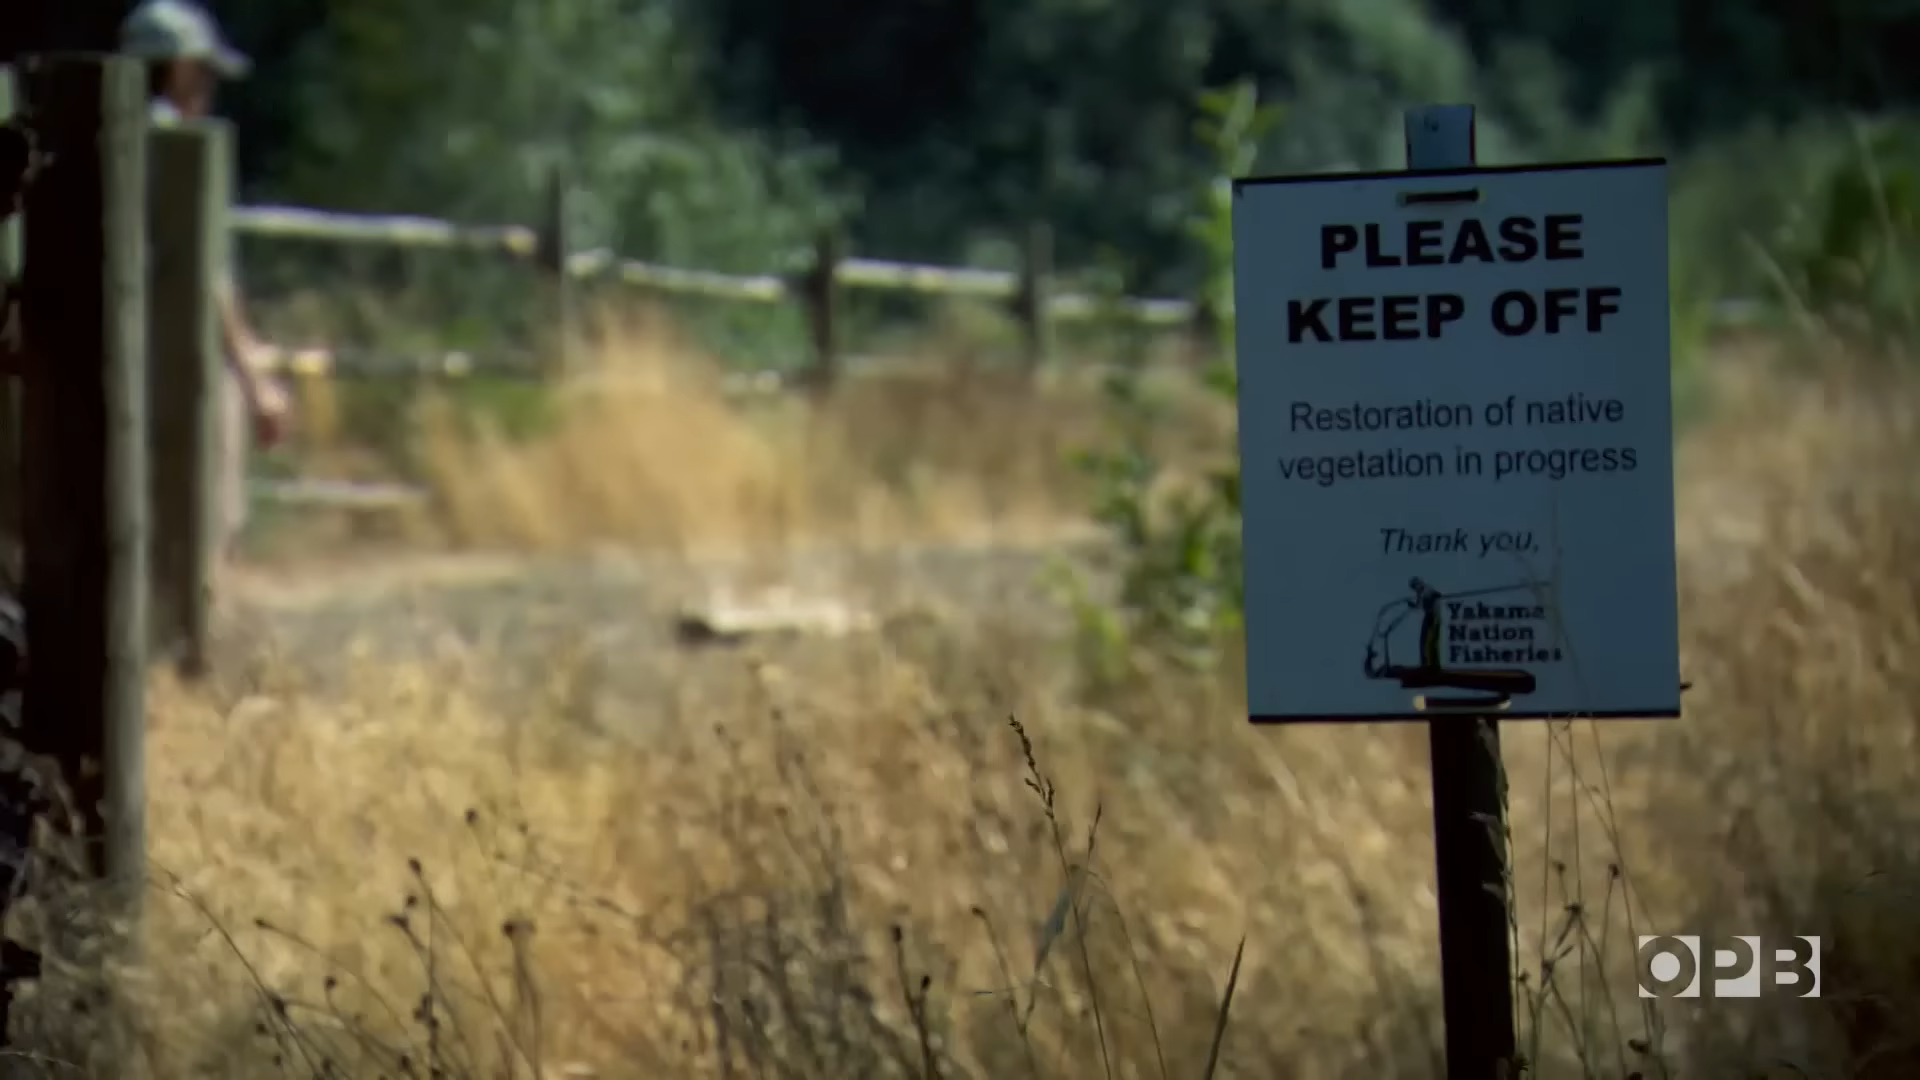 PLEASE
KEEP OFF
Restoration of native
vegetation in progress
Thank you,
Yakama
Nation
Fisheries
OPB